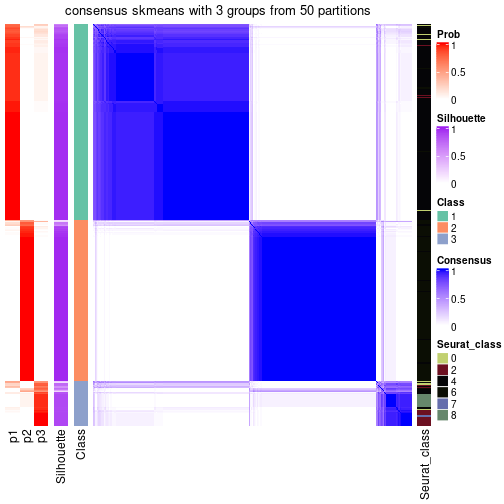 consensus skmeans with 3 groups from 50 partitions
p1
p2
p3
Silhouette
Class
Seurat_class
Prob
1
0.5
0
Silhouette
1
0.5
0
Class
1
2
3
Consensus
1
0.5
0
Seurat_class
0
2
4
6
7
8